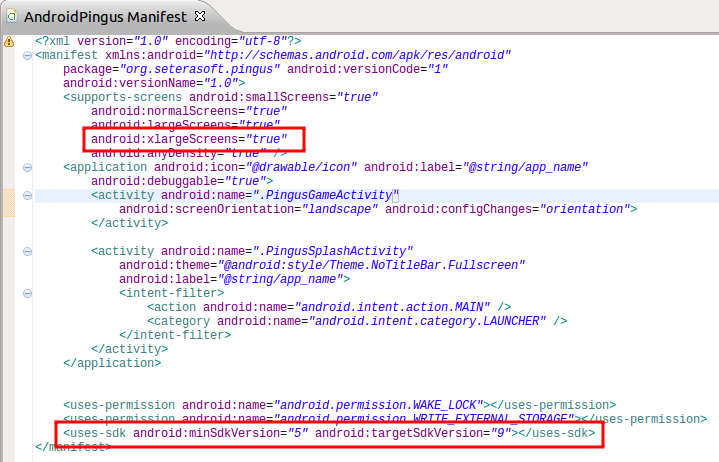 AndroidPingus Manifest
<?xml version="1.0" encoding="utf-8"?>
<manifest xmlns:android="http://schemas.android.com/apk/res/android"
package="org.seterasoft.pingus" android:versionCode="1"
android:versionName="1.0">
<supports-screens android:smallScreens="true"
android:normalScreens="true"
android:largeScreens="true"
android:xlargeScreens="true"
android:anyDensity="true" />
<application android:icon="@drawable/icon" android:label="@string/app_name"
android:debuggable="true">
<activity android:name=".PingusGameActivity"
android:screenOrientation="landscape" android:configChanges="orientation">
</activity>
<activity android:name=".PingusSplashActivity"
android:theme="@android:style/Theme.NoTitleBar.Fullscreen"
android:label="@string/app_name">
<intent-filter>
<action android:name="android.intent.action.MAIN" />
<category android:name="android.intent.category.LAUNCHER" />
</intent-filter>
</activity>
</application>
<uses-permission android:name="android.permission.WAKE_LOCK"></uses-permission>
<uses-permission android:name="android.permission.WRITE_EXTERNAL_STORAGE"></uses-permission>
<uses-sdk android:minSdkVersion="5" android:targetSdkVersion="9"></uses-sdk>
</manifest>